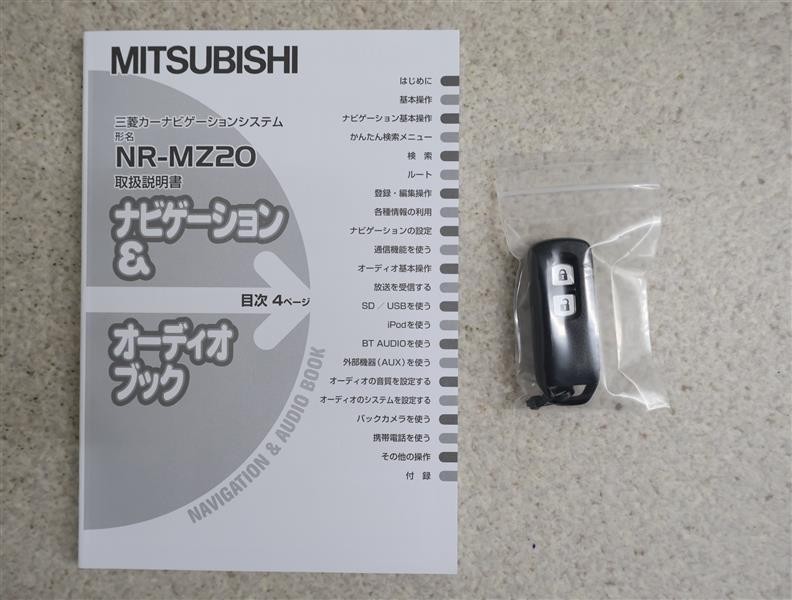 MITSUBISHI
三菱カーナビゲーションシステム
形名
NR-MZ20
取扱説明書
ナビゲーション
&
目次 4ページ
オーディオ
ブック
NAVIGATION & AUDIO BOOK
はじめに
基本操作
ナビゲーション基本操作
かんたん検索メニュー
検 索
ルート
登録・編集操作
各種情報の利用
ナビゲーションの設定
通信機能を使う
オーディオ基本操作
放送を受信する
SD/USBを使う
iPodを使う
BT AUDIOを使う
外部機器(AUX)を使う
オーディオの音質を設定する
オーディオのシステムを設定する
バックカメラを使う
携帯電話を使う
その他の操作
付 録